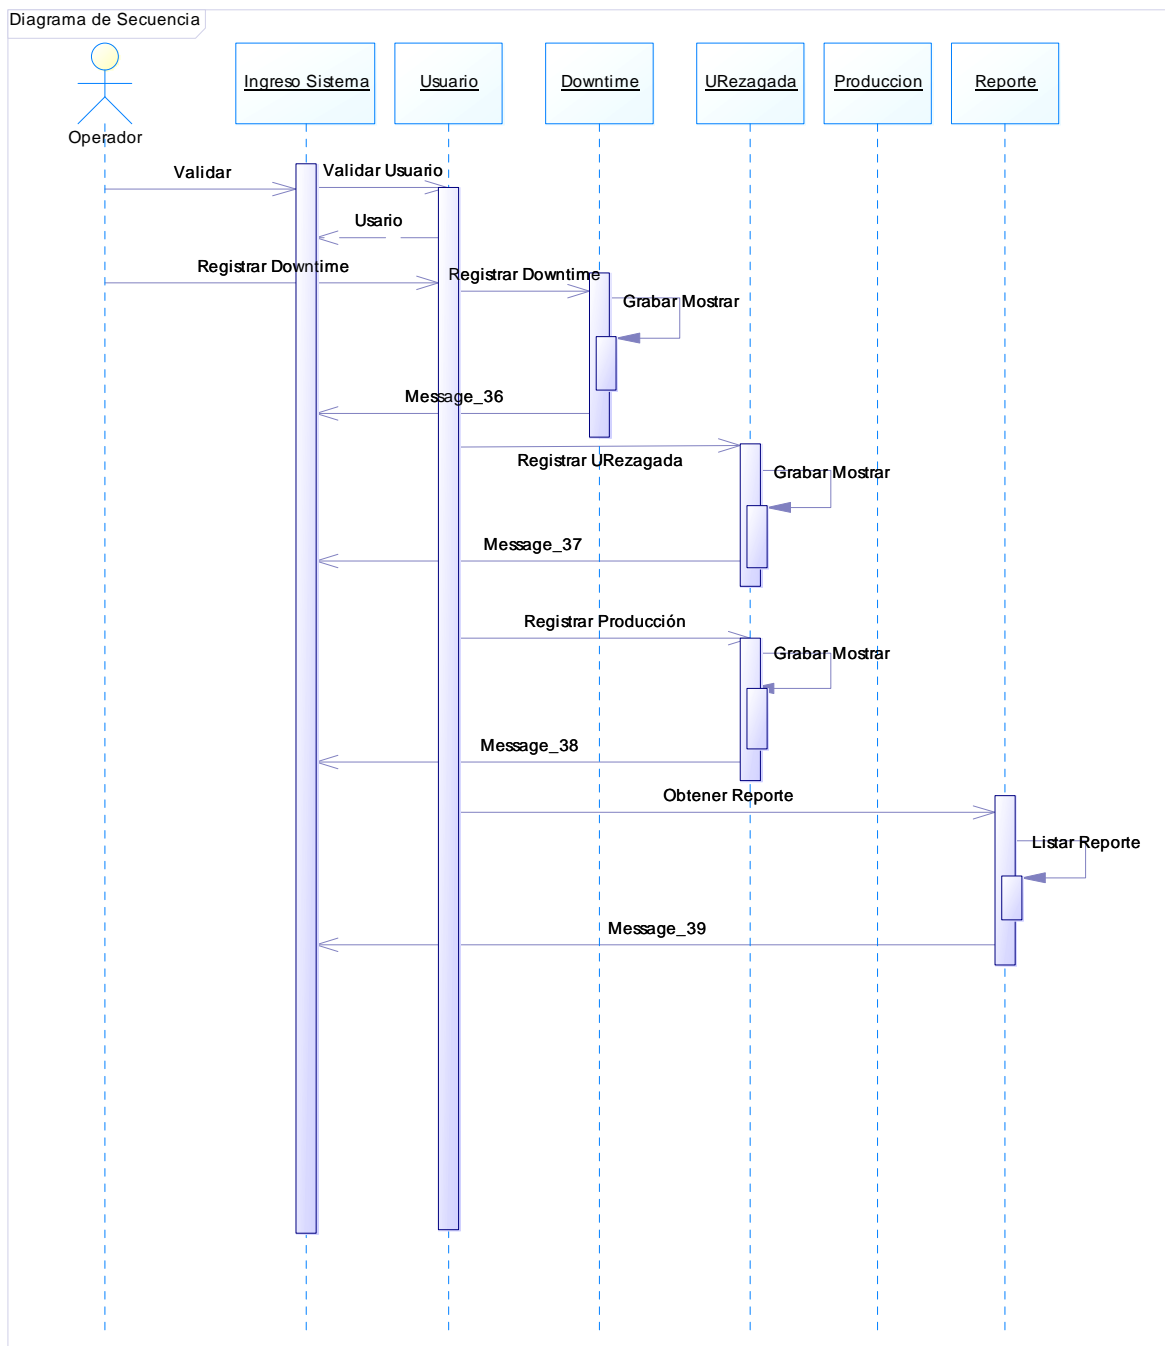 Diagrama de Secuencia
Operador
Ingreso Sistema
Usuario
Downtime
URezagada
Produccion
Reporte
Validar
Validar Usuario
Usario
Registrar Downtime
Registrar Downtime
Grabar Mostrar
Message_36
Registrar URezagada
Grabar Mostrar
Message_37
Registrar Producción
Grabar Mostrar
Message_38
Obtener Reporte
Listar Reporte
Message_39